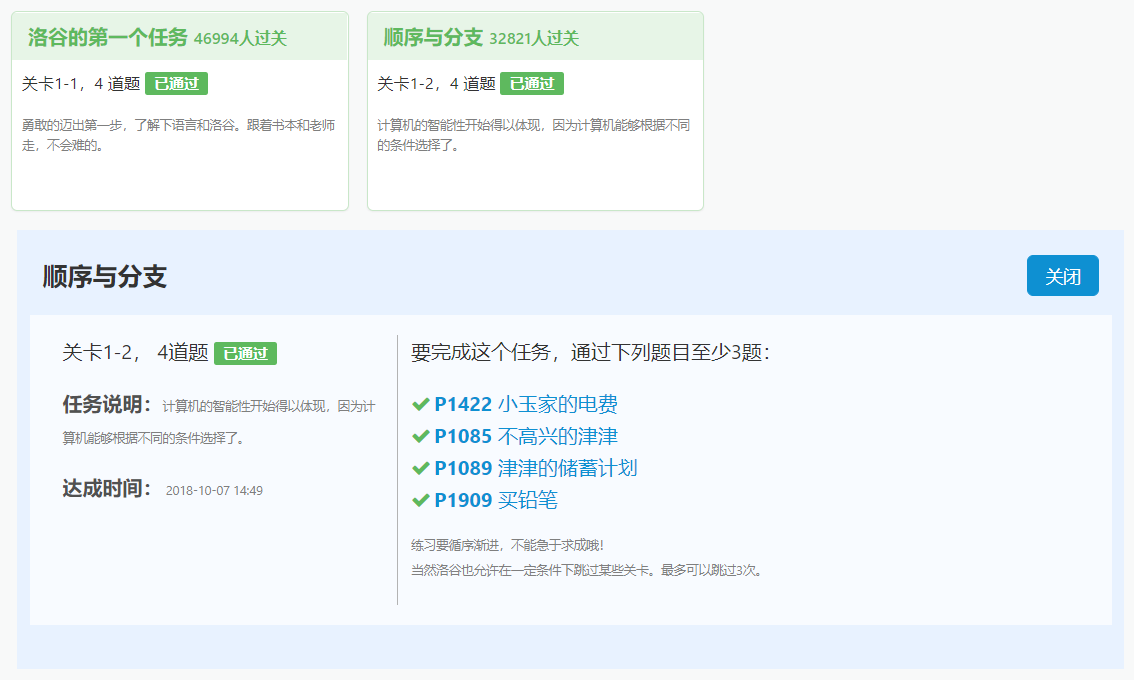 洛谷的第一个任务 46994人过关
关卡1-1，4 道题 已通过
勇敢的迈出第一步，了解下语言和洛谷。跟着书本和老师
走，不会难的。
顺序与分支 32821人过关
关卡1-2，4 道题 已通过
计算机的智能性开始得以体现，因为计算机能够根据不同
的条件选择了。
顺序与分支
关闭
关卡1-2， 4道题 已通过
任务说明： 计算机的智能性开始得以体现，因为计
算机能够根据不同的条件选择了。
达成时间： 2018-10-07 14:49
要完成这个任务，通过下列题目至少3题：
P1422 小玉家的电费
P1085 不高兴的津津
P1089 津津的储蓄计划
P1909 买铅笔
练习要循序渐进，不能急于求成哦！
当然洛谷也允许在一定条件下跳过某些关卡。最多可以跳过3次。